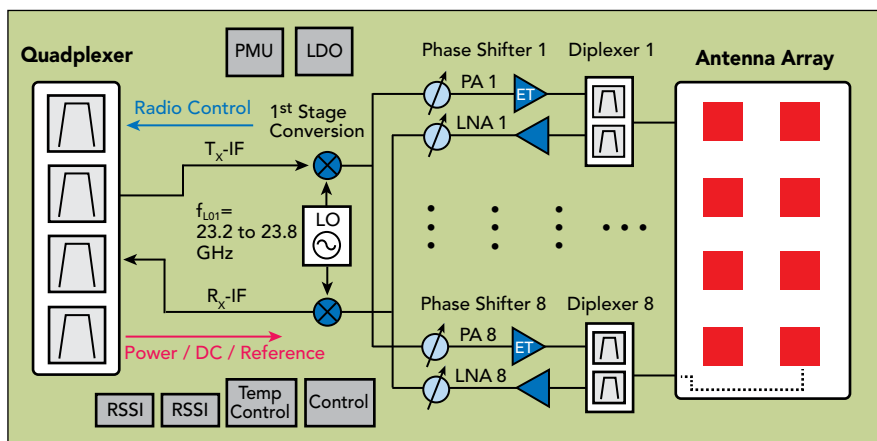 Quadplexer
PMU
LDO
Phase Shifter 1
Diplexer 1
Antenna Array
Radio Control
1st Stage
Conversion
PA 1
ET
LNA 1
TX-IF
fL01=
23.2 to 23.8
GHz
LO
RX-IF
Phase Shifter 8
Diplexer 8
PA 8
ET
LNA 8
Power / DC / Reference
RSSI
RSSI
Temp
Control
Control